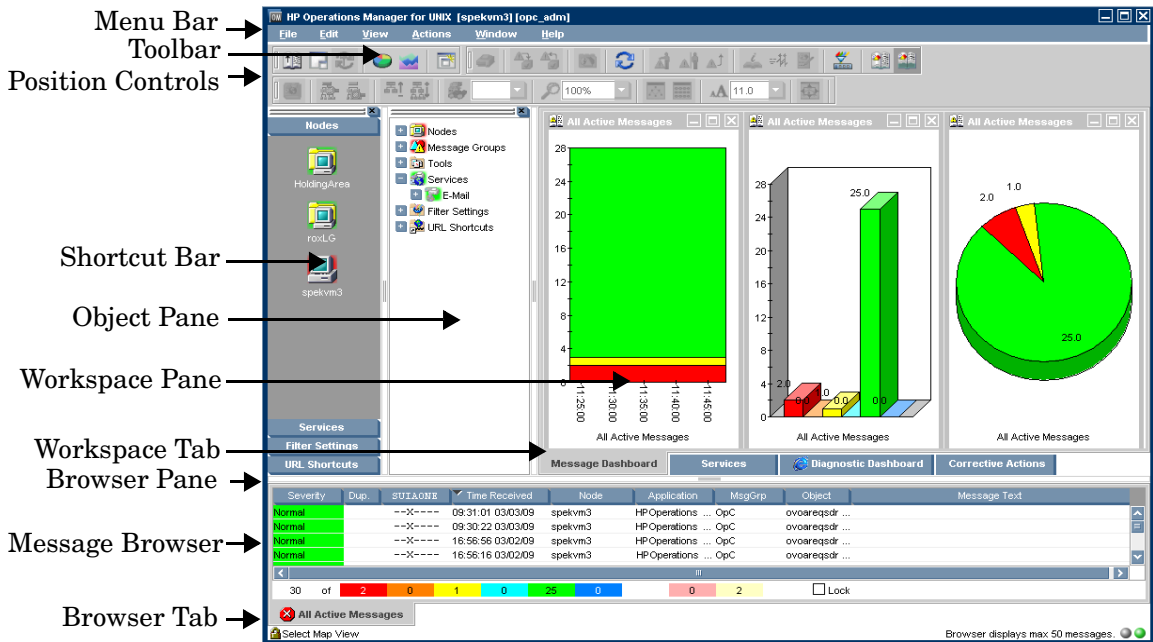 HP Operations Manager for UNIX [spekvm3] [opc_adm]
Menu Bar
File Edit View Actions Window Help
Toolbar
Position Controls
100%
11.0
Nodes
HoldingArea
roxLG
spekvm3
Services
Filter Settings
URL Shortcuts
Shortcut Bar
Object Pane
Workspace Pane
Workspace Tab
Browser Pane
Message Browser
Browser Tab
Nodes
Message Groups
Tools
Services
E-Mail
Filter Settings
URL Shortcuts
All Active Messages
28
24
20
16
12
8
4
0
11:25:00
11:30:00
11:35:00
11:40:00
11:45:00
All Active Messages
All Active Messages
28
24
20
16
12
8
4
0
2.0
0.0
1.0
0.0
25.0
0.0
All Active Messages
All Active Messages
2.0
1.0
25.0
All Active Messages
Message Dashboard Services Diagnostic Dashboard Corrective Actions
Severity Dup. SUIAONE Time Received Node Application MsgGrp Object Message Text
Normal --X---- 09:31:01 03/03/09 spekvm3 HP Operations ... OpC ovoareqsdr ...
Normal --X---- 09:30:22 03/03/09 spekvm3 HP Operations ... OpC ovoareqsdr ...
Normal --X---- 16:56:56 03/02/09 spekvm3 HP Operations ... OpC ovoareqsdr ...
Normal --X---- 16:56:16 03/02/09 spekvm3 HP Operations ... OpC ovoareqsdr ...
30 of 2 0 1 0 25 0 0 2 Lock
All Active Messages
Select Map View
Browser displays max 50 messages.